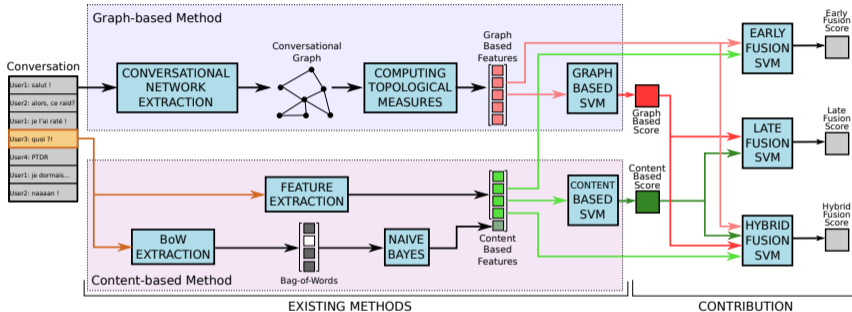 Graph-based Method
Conversation
User1: salut !
User2: alors, ce raid?
User1: je l'ai raté !
User3: quoi ?!
User4: PTDR
User1: je dormais...
User2: naaaan !
CONVERSATIONAL
NETWORK
EXTRACTION
Conversational
Graph
COMPUTING
TOPOLOGICAL
MEASURES
Graph
Based
Features
GRAPH
BASED
SVM
Graph Based
Score
FEATURE
EXTRACTION
BoW
EXTRACTION
Bag-of-Words
NAIVE
BAYES
Content
Based
Features
CONTENT
BASED
SVM
Content
Based
Score
Content-based Method
EARLY
FUSION
SVM
Early
Fusion
Score
LATE
FUSION
SVM
Late
Fusion
Score
HYBRID
FUSION
SVM
Hybrid
Fusion
Score
EXISTING METHODS
CONTRIBUTION